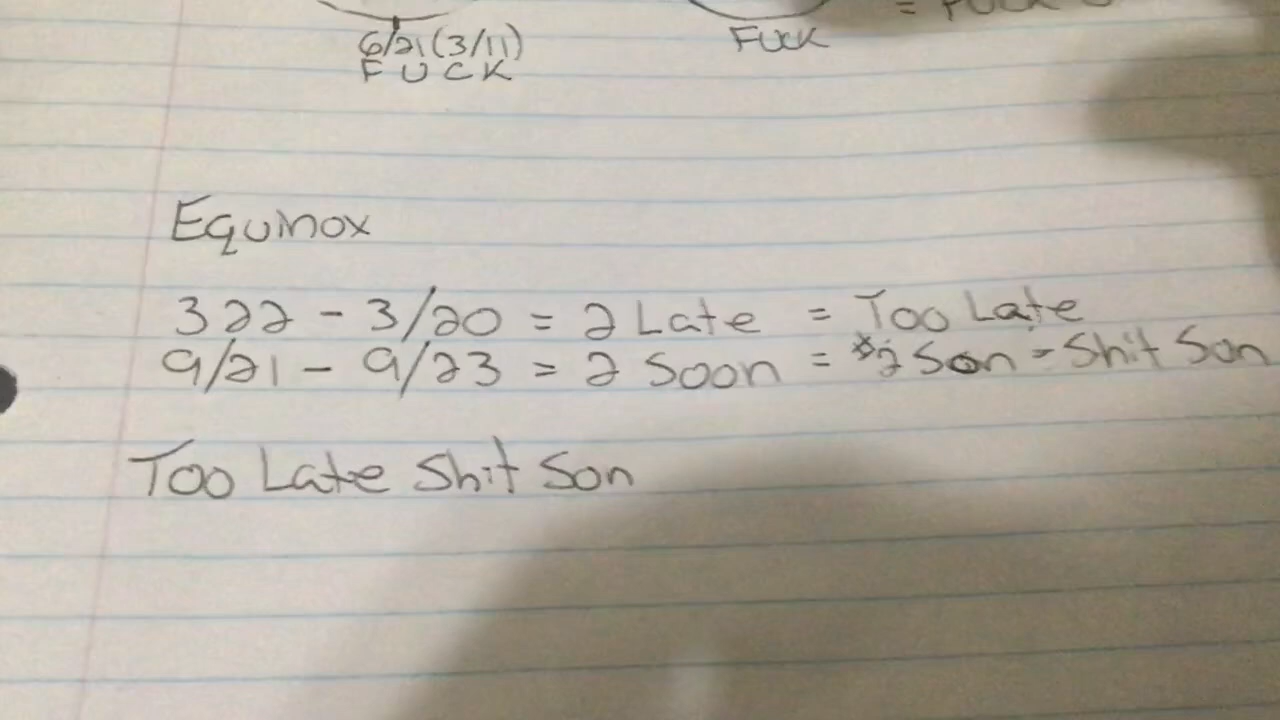 6/21(3/11)
FUCK
FUCK
=
Equinox
322 - 3/20 = 2 Late = Too Late
9/21 - 9/23 = 2 Soon = *2 Son = Shit Son
Too Late Shit Son